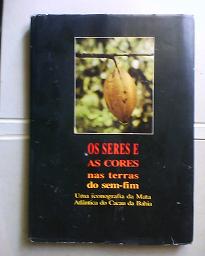 OS SERES E
AS CORES
nas terras
do sem-fim
Uma iconografia da Mata
Atlântica do Cacau da Bahia